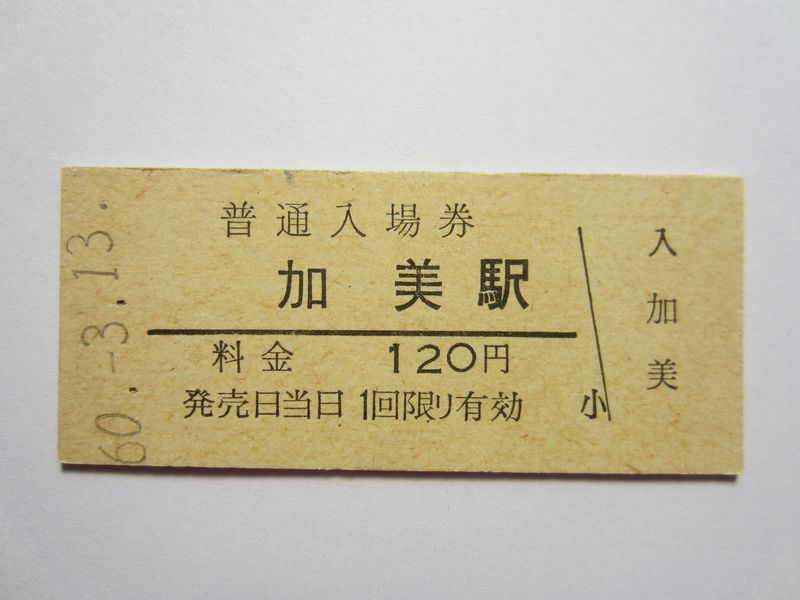 60.-3.13.
普通入場券
加美駅
料金 120円
発売日当日1回限り有効
小
入
加
美